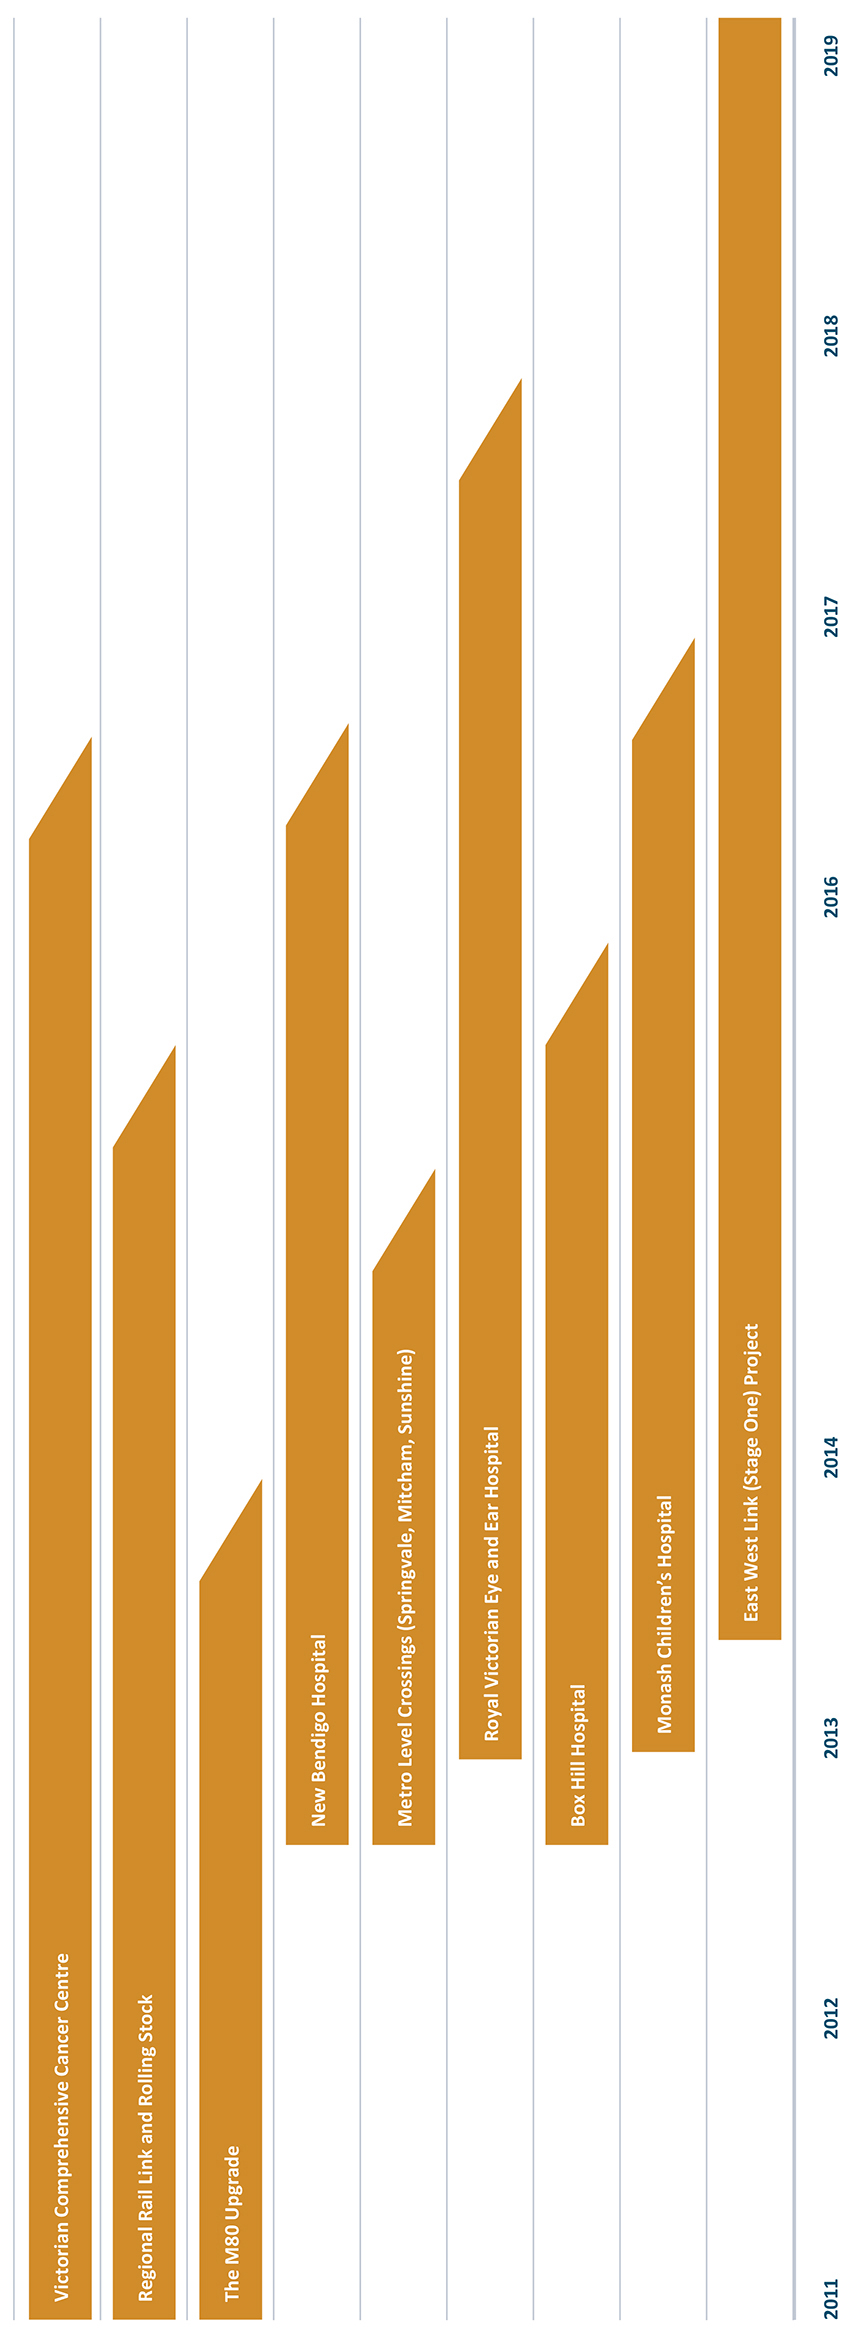 Victorian Comprehensive Cancer Centre
Regional Rail Link and Rolling Stock
The M80 Upgrade
New Bendigo Hospital
Metro Level Crossings (Springvale, Mitcham, Sunshine)
Royal Victorian Eye and Ear Hospital
Box Hill Hospital
Monash Children's Hospital
East West Link (Stage One) Project
2011
2012
2013
2014
2016
2017
2018
2019